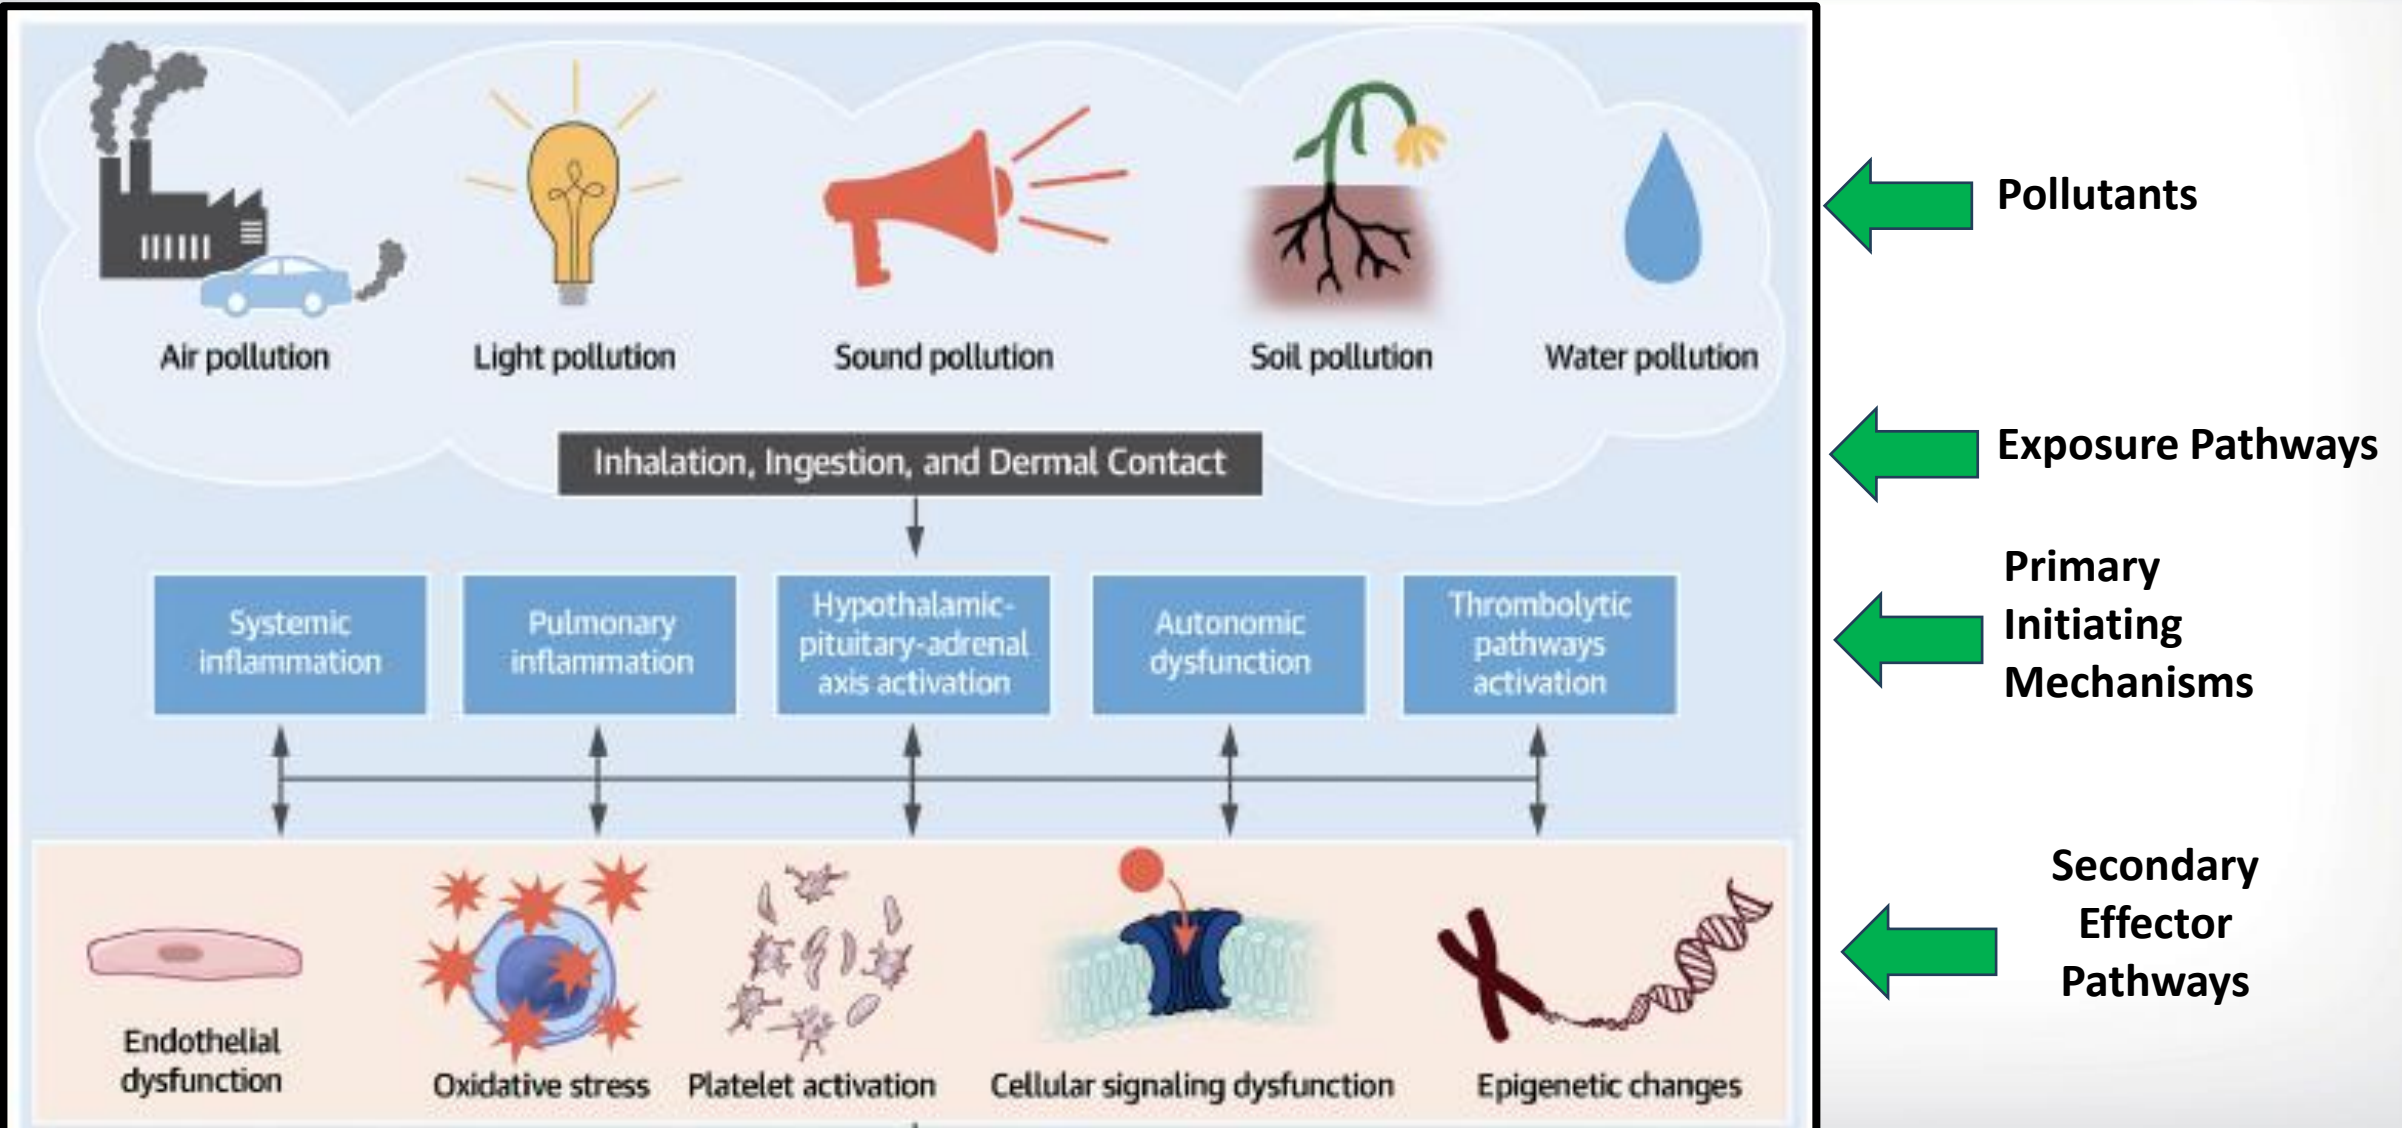 Air pollution
Light pollution
Sound pollution
Soil pollution
Water pollution
Pollutants
Inhalation, Ingestion, and Dermal Contact
Exposure Pathways
Systemic
inflammation
Pulmonary
inflammation
Hypothalamic-
pituitary-adrenal
axis activation
Autonomic
dysfunction
Thrombolytic
pathways
activation
Primary
Initiating
Mechanisms
Endothelial
dysfunction
Oxidative stress
Platelet activation
Cellular signaling dysfunction
Epigenetic changes
Secondary
Effector
Pathways